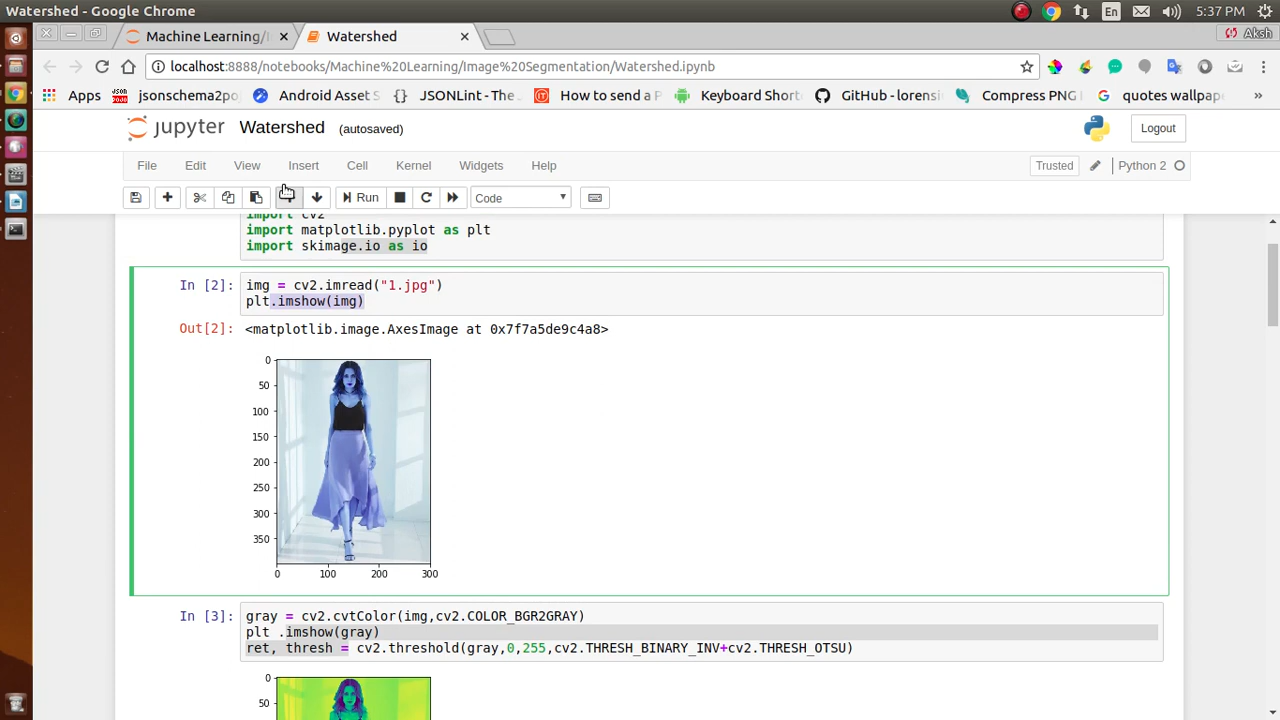 Watershed - Google Chrome
En
5:37 PM
Machine Learning/I
Watershed
Aksh
localhost:8888/notebooks/Machine%20Learning/Image%20Segmentation/Watershed.ipynb
Apps
jsonschema2po
Android Asset S
{} JSONLint - The
How to send a P
Keyboard Short
GitHub - lorensi
Compress PNG I
quotes wallpap
»
jupyter
Watershed (autosaved)
Logout
File
Edit
View
Insert
Cell
Kernel
Widgets
Help
Trusted
Python 2
Run
Code
import cv2
import matplotlib.pyplot as plt
import skimage.io as io
In [2]:
img = cv2.imread("1.jpg")
plt.imshow(img)
Out[2]:
<matplotlib.image.AxesImage at 0x7f7a5de9c4a8>
0
50
100
150
200
250
300
350
0 100 200 300
In [3]:
gray = cv2.cvtColor(img,cv2.COLOR_BGR2GRAY)
plt .imshow(gray)
ret, thresh = cv2.threshold(gray,0,255,cv2.THRESH_BINARY_INV+cv2.THRESH_OTSU)
0
50